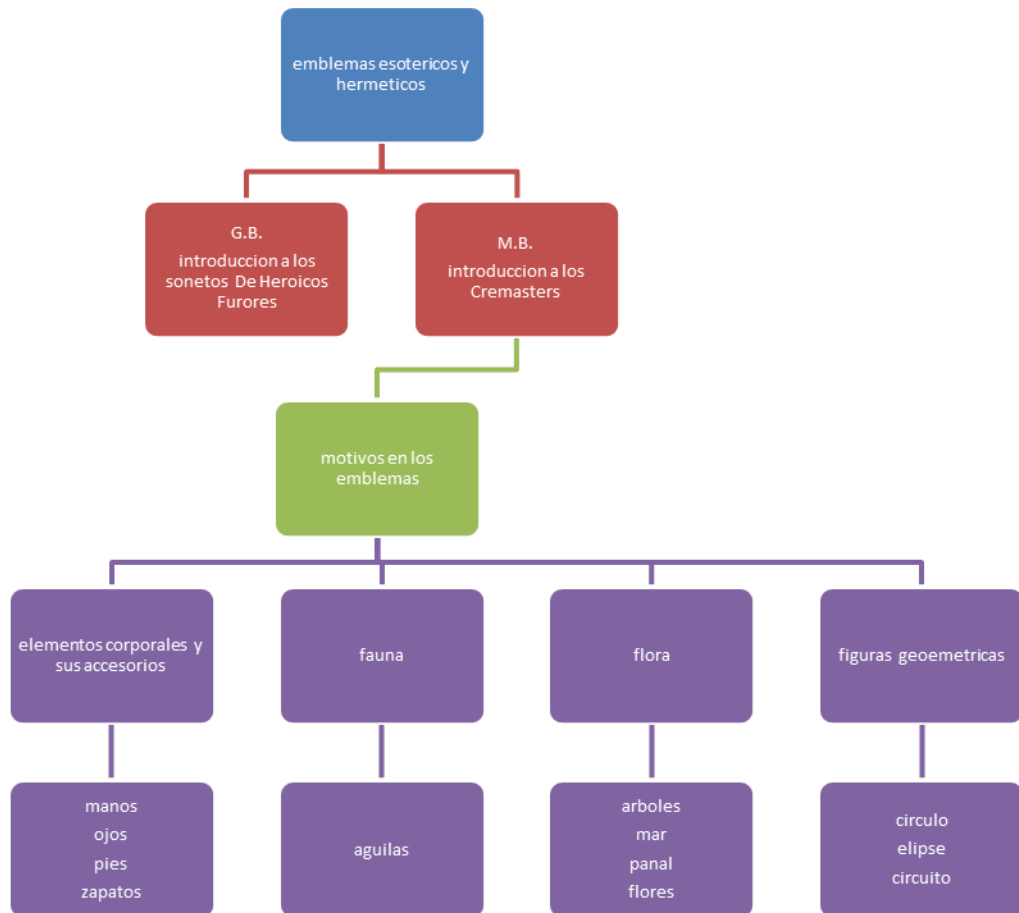 emblemas esotericos y
hermeticos
G.B.
introduccion a los
sonetos De Heroicos
Furores
M.B.
introduccion a los
Cremasters
motivos en los
emblemas
elementos corporales y
sus accesorios
fauna
flora
figuras geoemetricas
manos
ojos
pies
zapatos
aguilas
arboles
mar
panal
flores
circulo
elipse
circuito